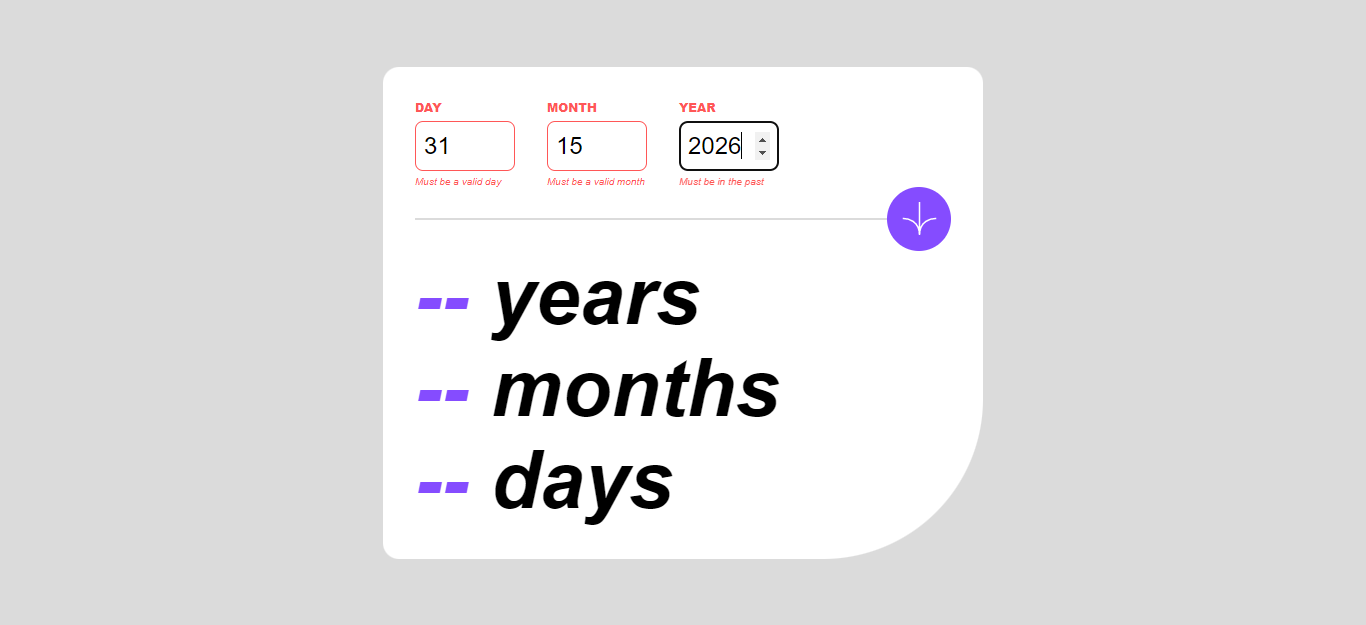 DAY MONTH YEAR
31 15 2026
Must be a valid day Must be a valid month Must be in the past
-- years
-- months
-- days